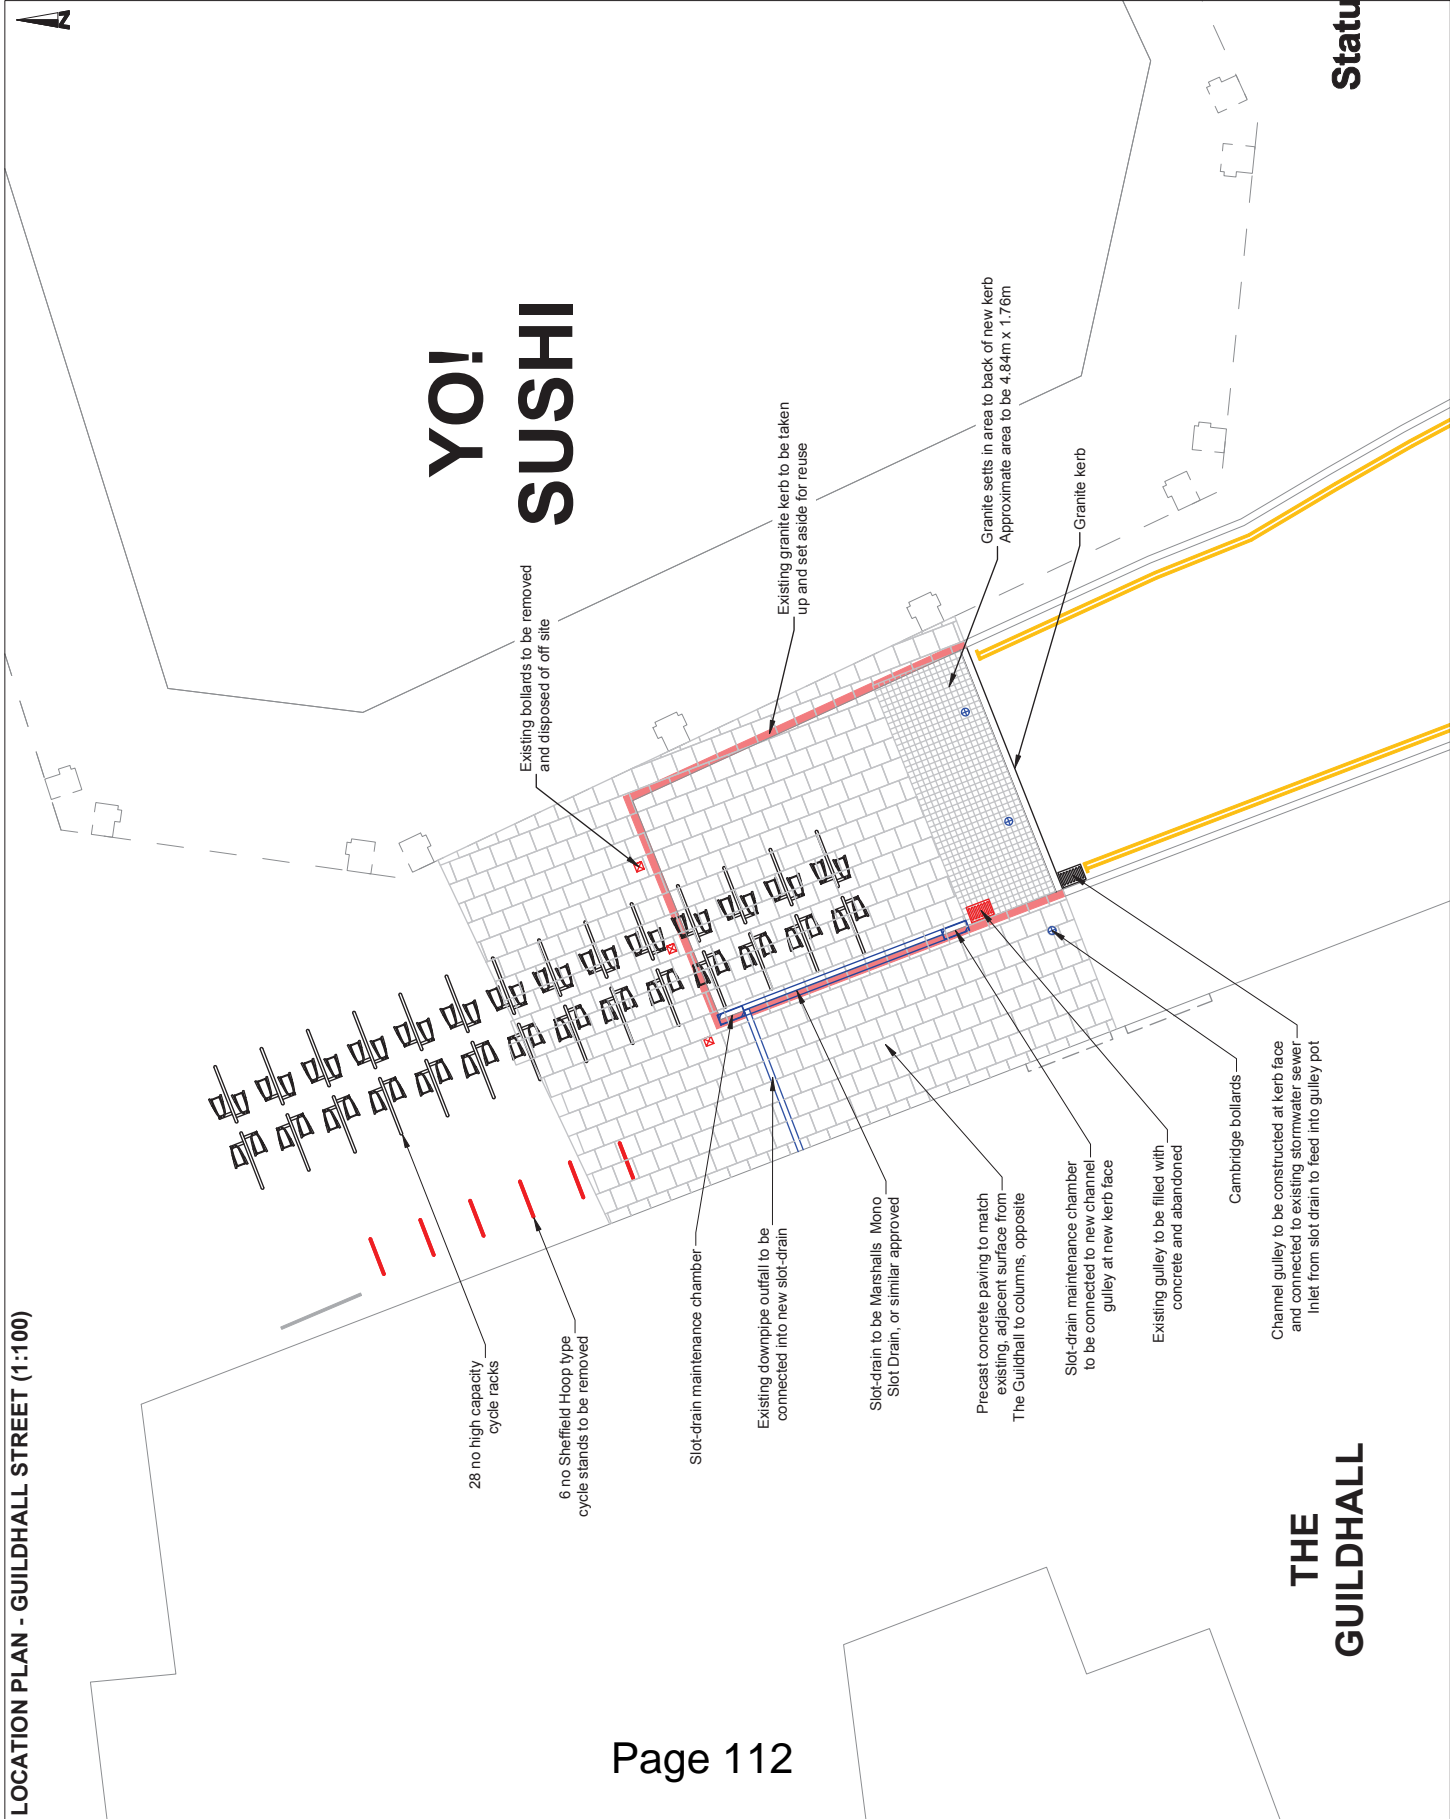 LOCATION PLAN - GUILDHALL STREET (1:100)
N
YO!
SUSHI
Existing bollards to be removed
and disposed of off site
Existing granite kerb to be taken
up and set aside for reuse
Granite setts in area to back of new kerb
Approximate area to be 4.84m x 1.76m
Granite kerb
28 no high capacity
cycle racks
6 no Sheffield Hoop type
cycle stands to be removed
Slot-drain maintenance chamber
Existing downpipe outfall to be
connected into new slot-drain
Slot-drain to be Marshalls Mono
Slot Drain, or similar approved
Precast concrete paving to match
existing, adjacent surface from
The Guildhall to columns, opposite
Slot-drain maintenance chamber
to be connected to new channel
gulley at new kerb face
Existing gulley to be filled with
concrete and abandoned
Cambridge bollards
Channel gulley to be constructed at kerb face
and connected to existing stormwater sewer
Inlet from slot drain to feed into gulley pot
THE
GUILDHALL
Statu
Page 112